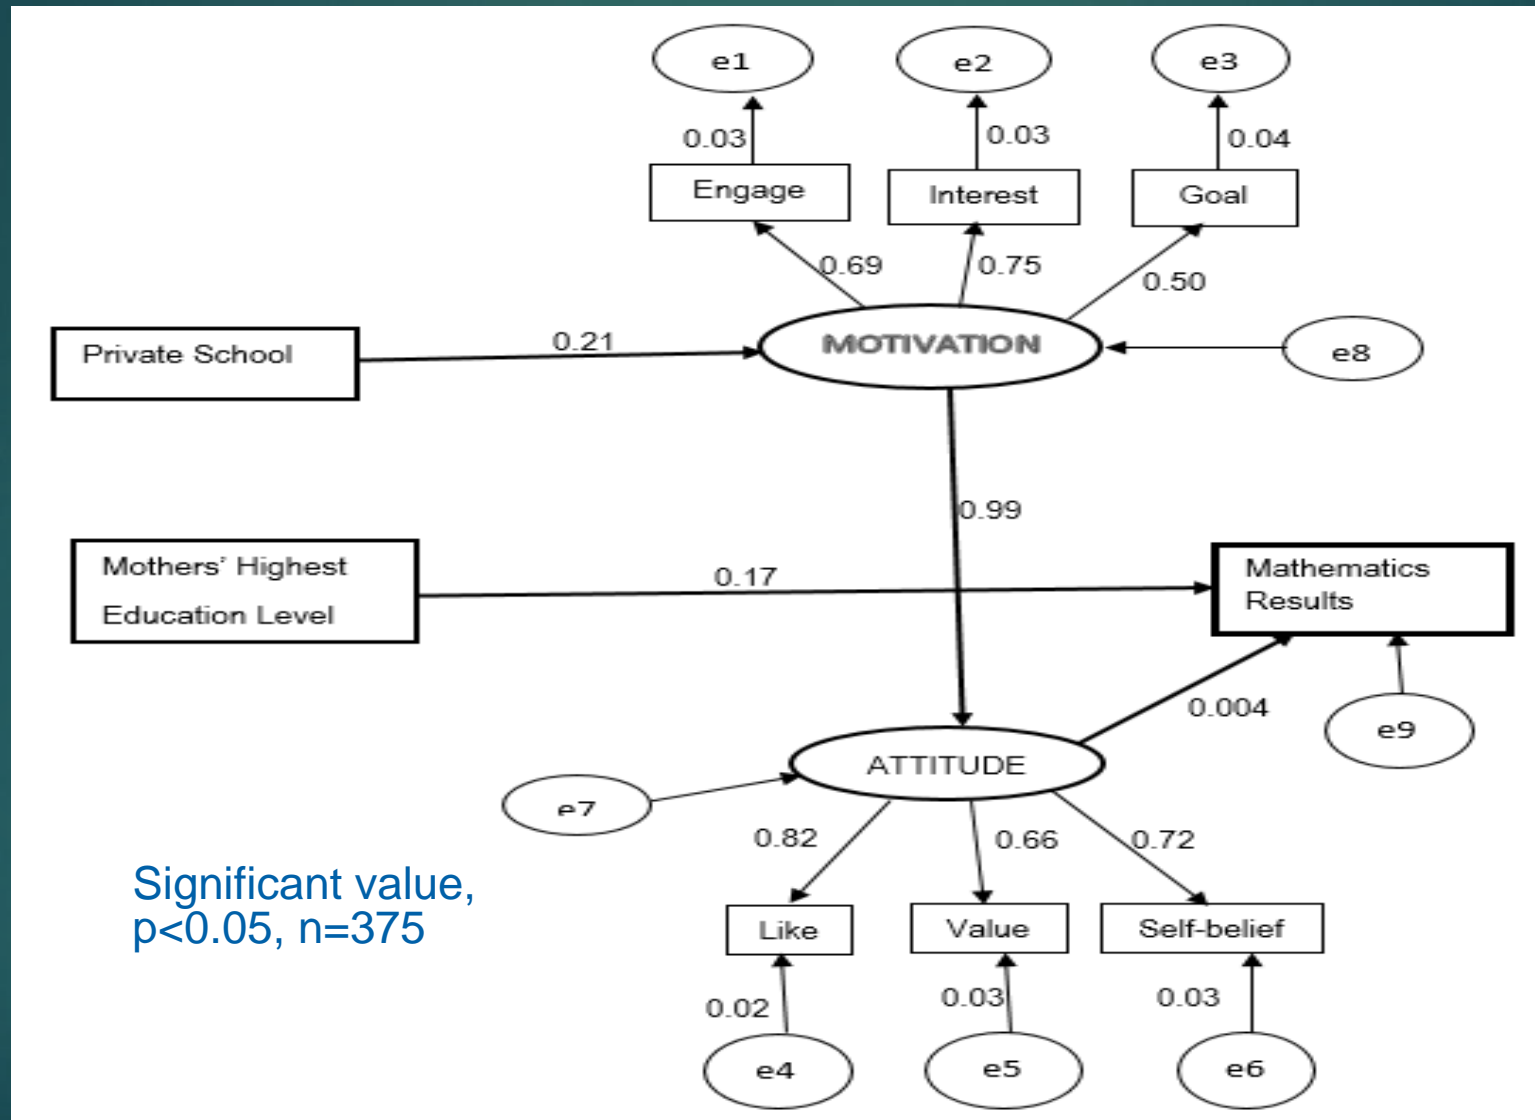 e1
e2
e3
0.03
0.03
0.04
Engage
Interest
Goal
0.69
0.75
0.50
Private School
0.21
MOTIVATION
e8
0.99
Mothers' Highest
Education Level
0.17
Mathematics
Results
0.004
e9
ATTITUDE
e7
0.82
0.66
0.72
Significant value,
p<0.05, n=375
Like
Value
Self-belief
0.02
0.03
0.03
e4
e5
e6